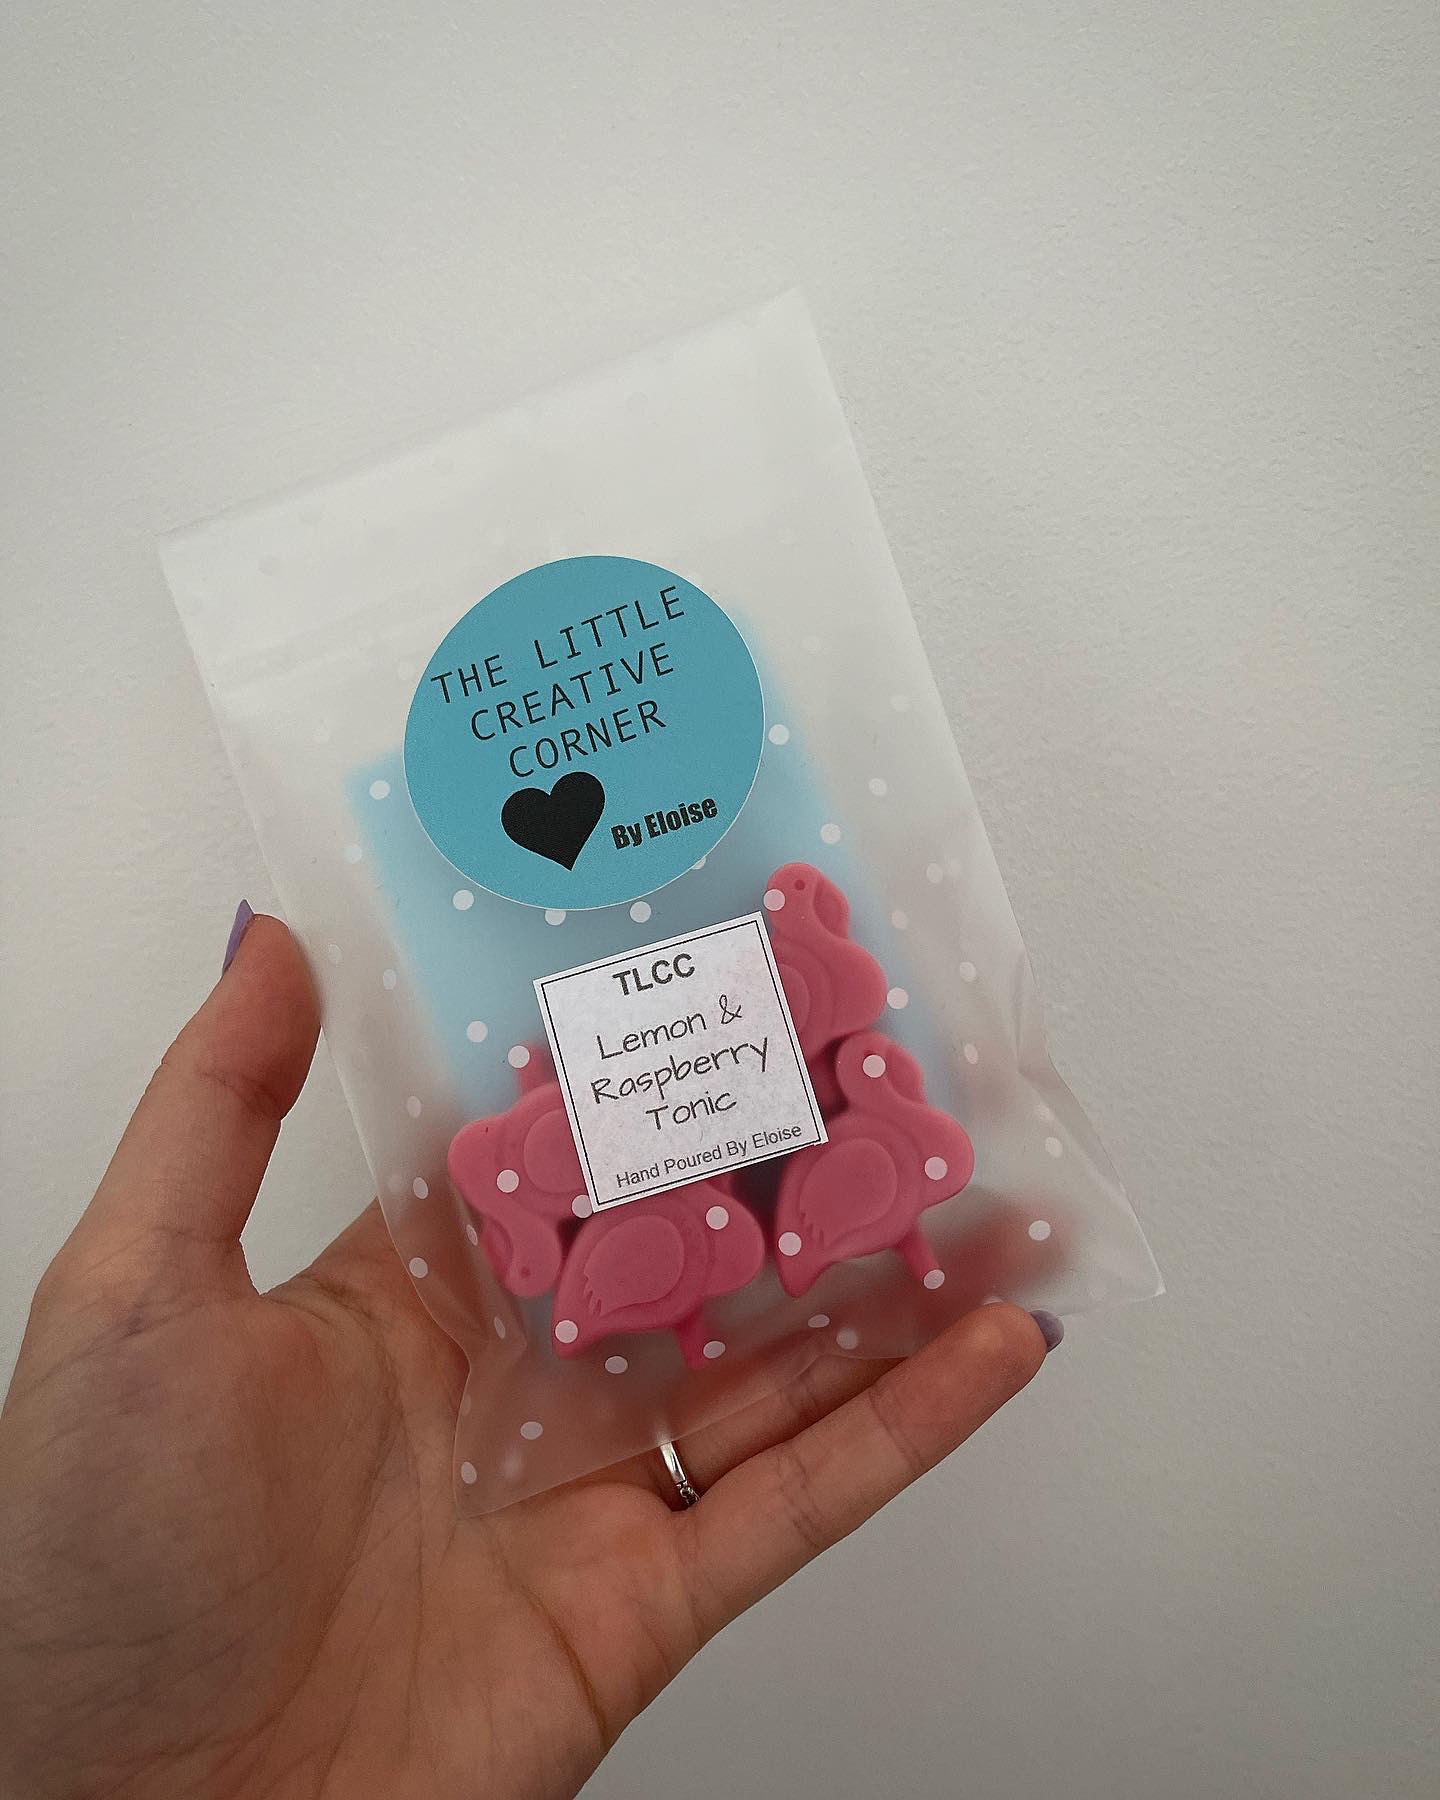 THE LITTLE
CREATIVE
CORNER
By Eloise
TLCC
Lemon &
Raspberry
Tonic
Hand Poured By Eloise